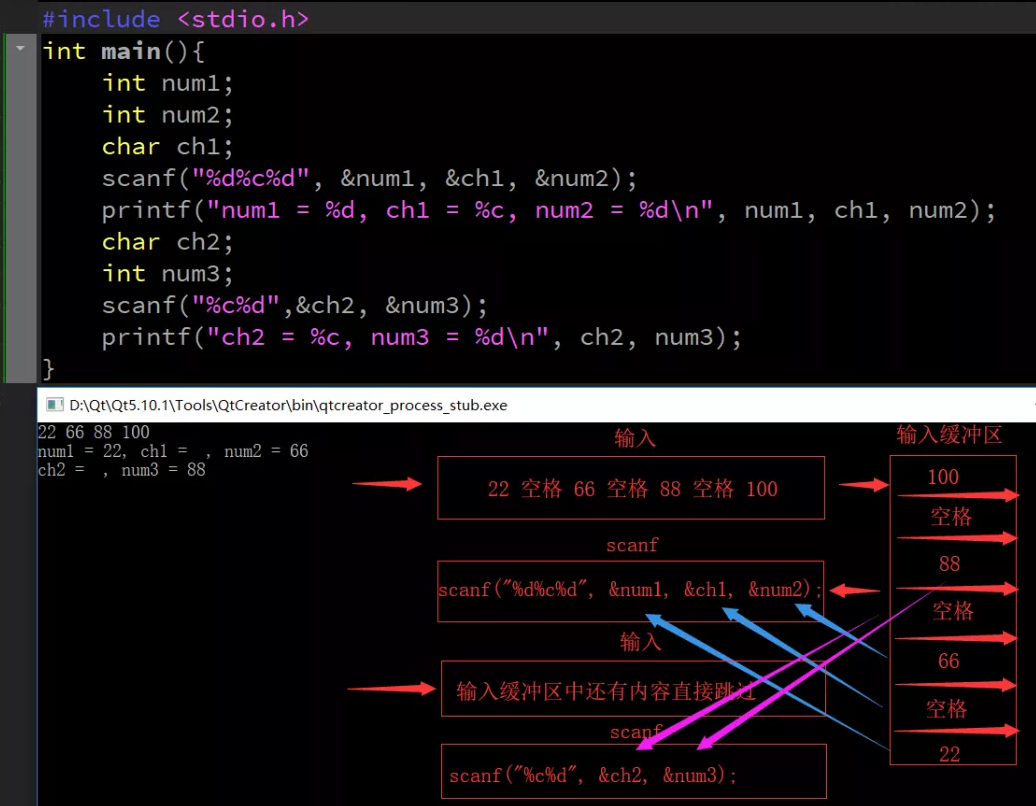 #include <stdio.h>
int main(){
    int num1;
    int num2;
    char ch1;
    scanf("%d%c%d", &num1, &ch1, &num2);
    printf("num1 = %d, ch1 = %c, num2 = %d\n", num1, ch1, num2);
    char ch2;
    int num3;
    scanf("%c%d",&ch2, &num3);
    printf("ch2 = %c, num3 = %d\n", ch2, num3);
}
D:\Qt\Qt5.10.1\Tools\QtCreator\bin\qtcreator_process_stub.exe
22 66 88 100
num1 = 22, ch1 =  , num2 = 66
ch2 =  , num3 = 88
输入
22 空格 66 空格 88 空格 100
scanf
scanf("%d%c%d", &num1, &ch1, &num2);
输入
输入缓冲区中还有内容直接跳过
scanf
scanf("%c%d", &ch2, &num3);
输入缓冲区
100
空格
88
空格
66
空格
22